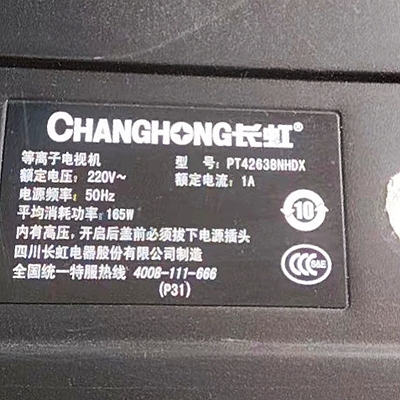 CHANGHONG长虹®
等离子电视机 型 号：PT42638NHDX
额定电压：220V~ 额定电流：1A
电源频率：50Hz
平均消耗功率：165W
10
内有高压，开启后盖前必须拔下电源插头
四川长虹电器股份有限公司制造
全国统一特服热线 4008-111-666
CCC S&E
(P31)